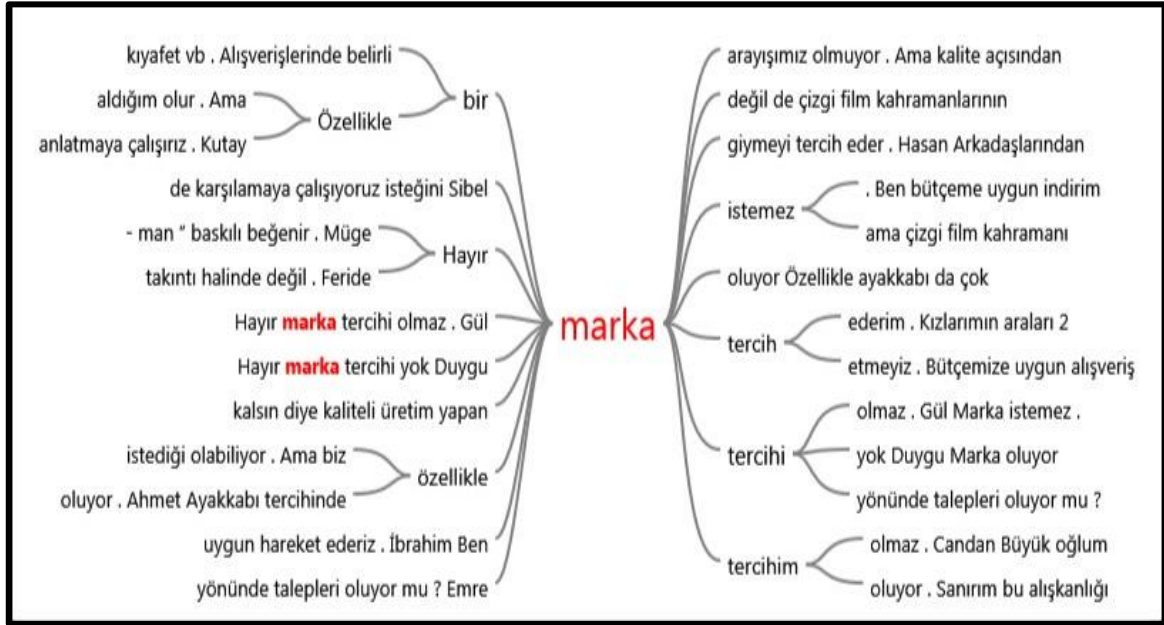 kıyafet vb . Alışverişlerinde belirli
bir
aldığım olur . Ama
Özellikle
anlatmaya çalışırız . Kutay
de karşılamaya çalışıyoruz isteğini Sibel
- man " baskılı beğenir . Müge
Hayır
takıntı halinde değil . Feride
Hayır marka tercihi olmaz . Gül
Hayır marka tercihi yok Duygu
kalsın diye kaliteli üretim yapan
istediği olabiliyor . Ama biz
özellikle
oluyor . Ahmet Ayakkabı tercihinde
uygun hareket ederiz . İbrahim Ben
yönünde talepleri oluyor mu ? Emre
marka
arayışımız olmuyor . Ama kalite açısından
değil de çizgi film kahramanlarının
giymeyi tercih eder . Hasan Arkadaşlarından
istemez
. Ben bütçeme uygun indirim
ama çizgi film kahramanı
oluyor Özellikle ayakkabı da çok
tercih
ederim . Kızlarımın araları 2
etmeyiz . Bütçemize uygun alışveriş
tercihi
olmaz . Gül Marka istemez .
yok Duygu Marka oluyor
yönünde talepleri oluyor mu ?
tercihim
olmaz . Candan Büyük oğlum
oluyor . Sanırım bu alışkanlığı